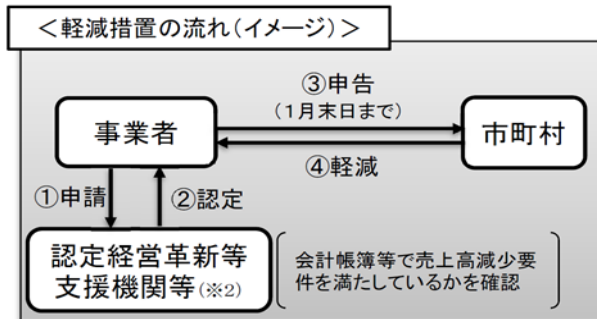 ＜軽減措置の流れ（イメージ）＞
③申告
（１月末日まで）
事業者
市町村
④軽減
①申請
②認定
認定経営革新等
支援機関等（※2）
会計帳簿等で売上高減少要
件を満たしているかを確認